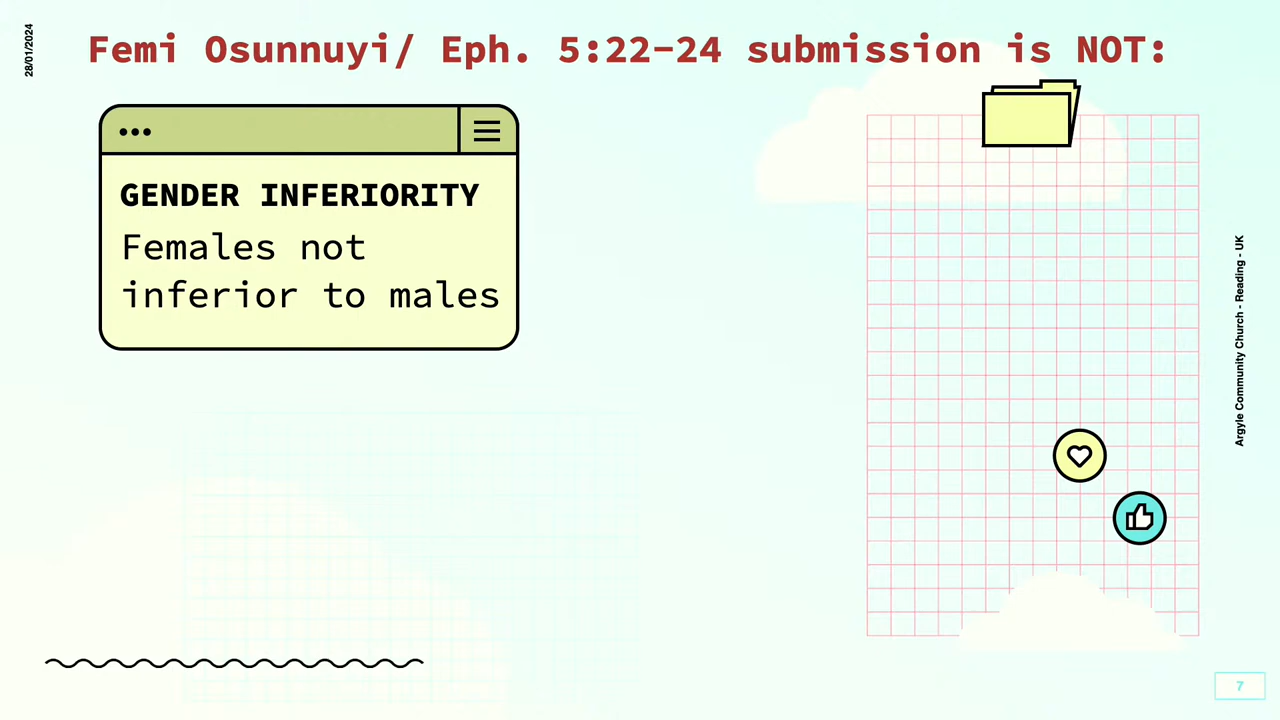 28/01/2024
Femi Osunnuyi/ Eph. 5:22-24 submission is NOT:
GENDER INFERIORITY
Females not
inferior to males
Argyle Community Church - Reading - UK
7